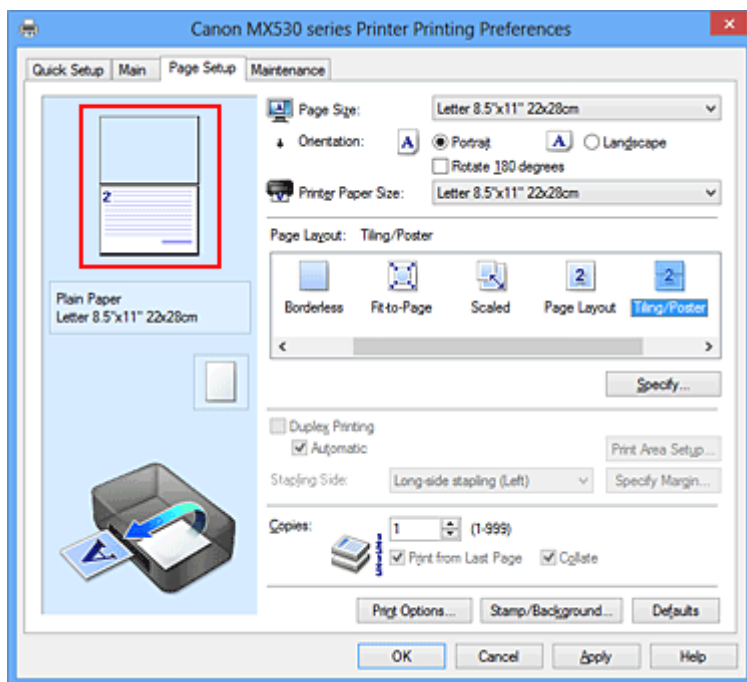 Canon MX530 series Printer Printing Preferences
Quick Setup Main Page Setup Maintenance
Page Size: Letter 8.5"x11" 22x28cm
Orientation: A Portrait A Landscape
Rotate 180 degrees
Printer Paper Size: Letter 8.5"x11" 22x28cm
2
Page Layout: Tiling/Poster
2 2
Borderless Fit-to-Page Scaled Page Layout Tiling/Poster
Plain Paper
Letter 8.5"x11" 22x28cm
Specify...
Duplex Printing
Automatic Print Area Setup...
Stapling Side: Long-side stapling (Left) Specify Margin...
Copies: 1 (1-999)
Print from Last Page Collate
A
Print Options... Stamp/Background... Defaults
OK Cancel Apply Help